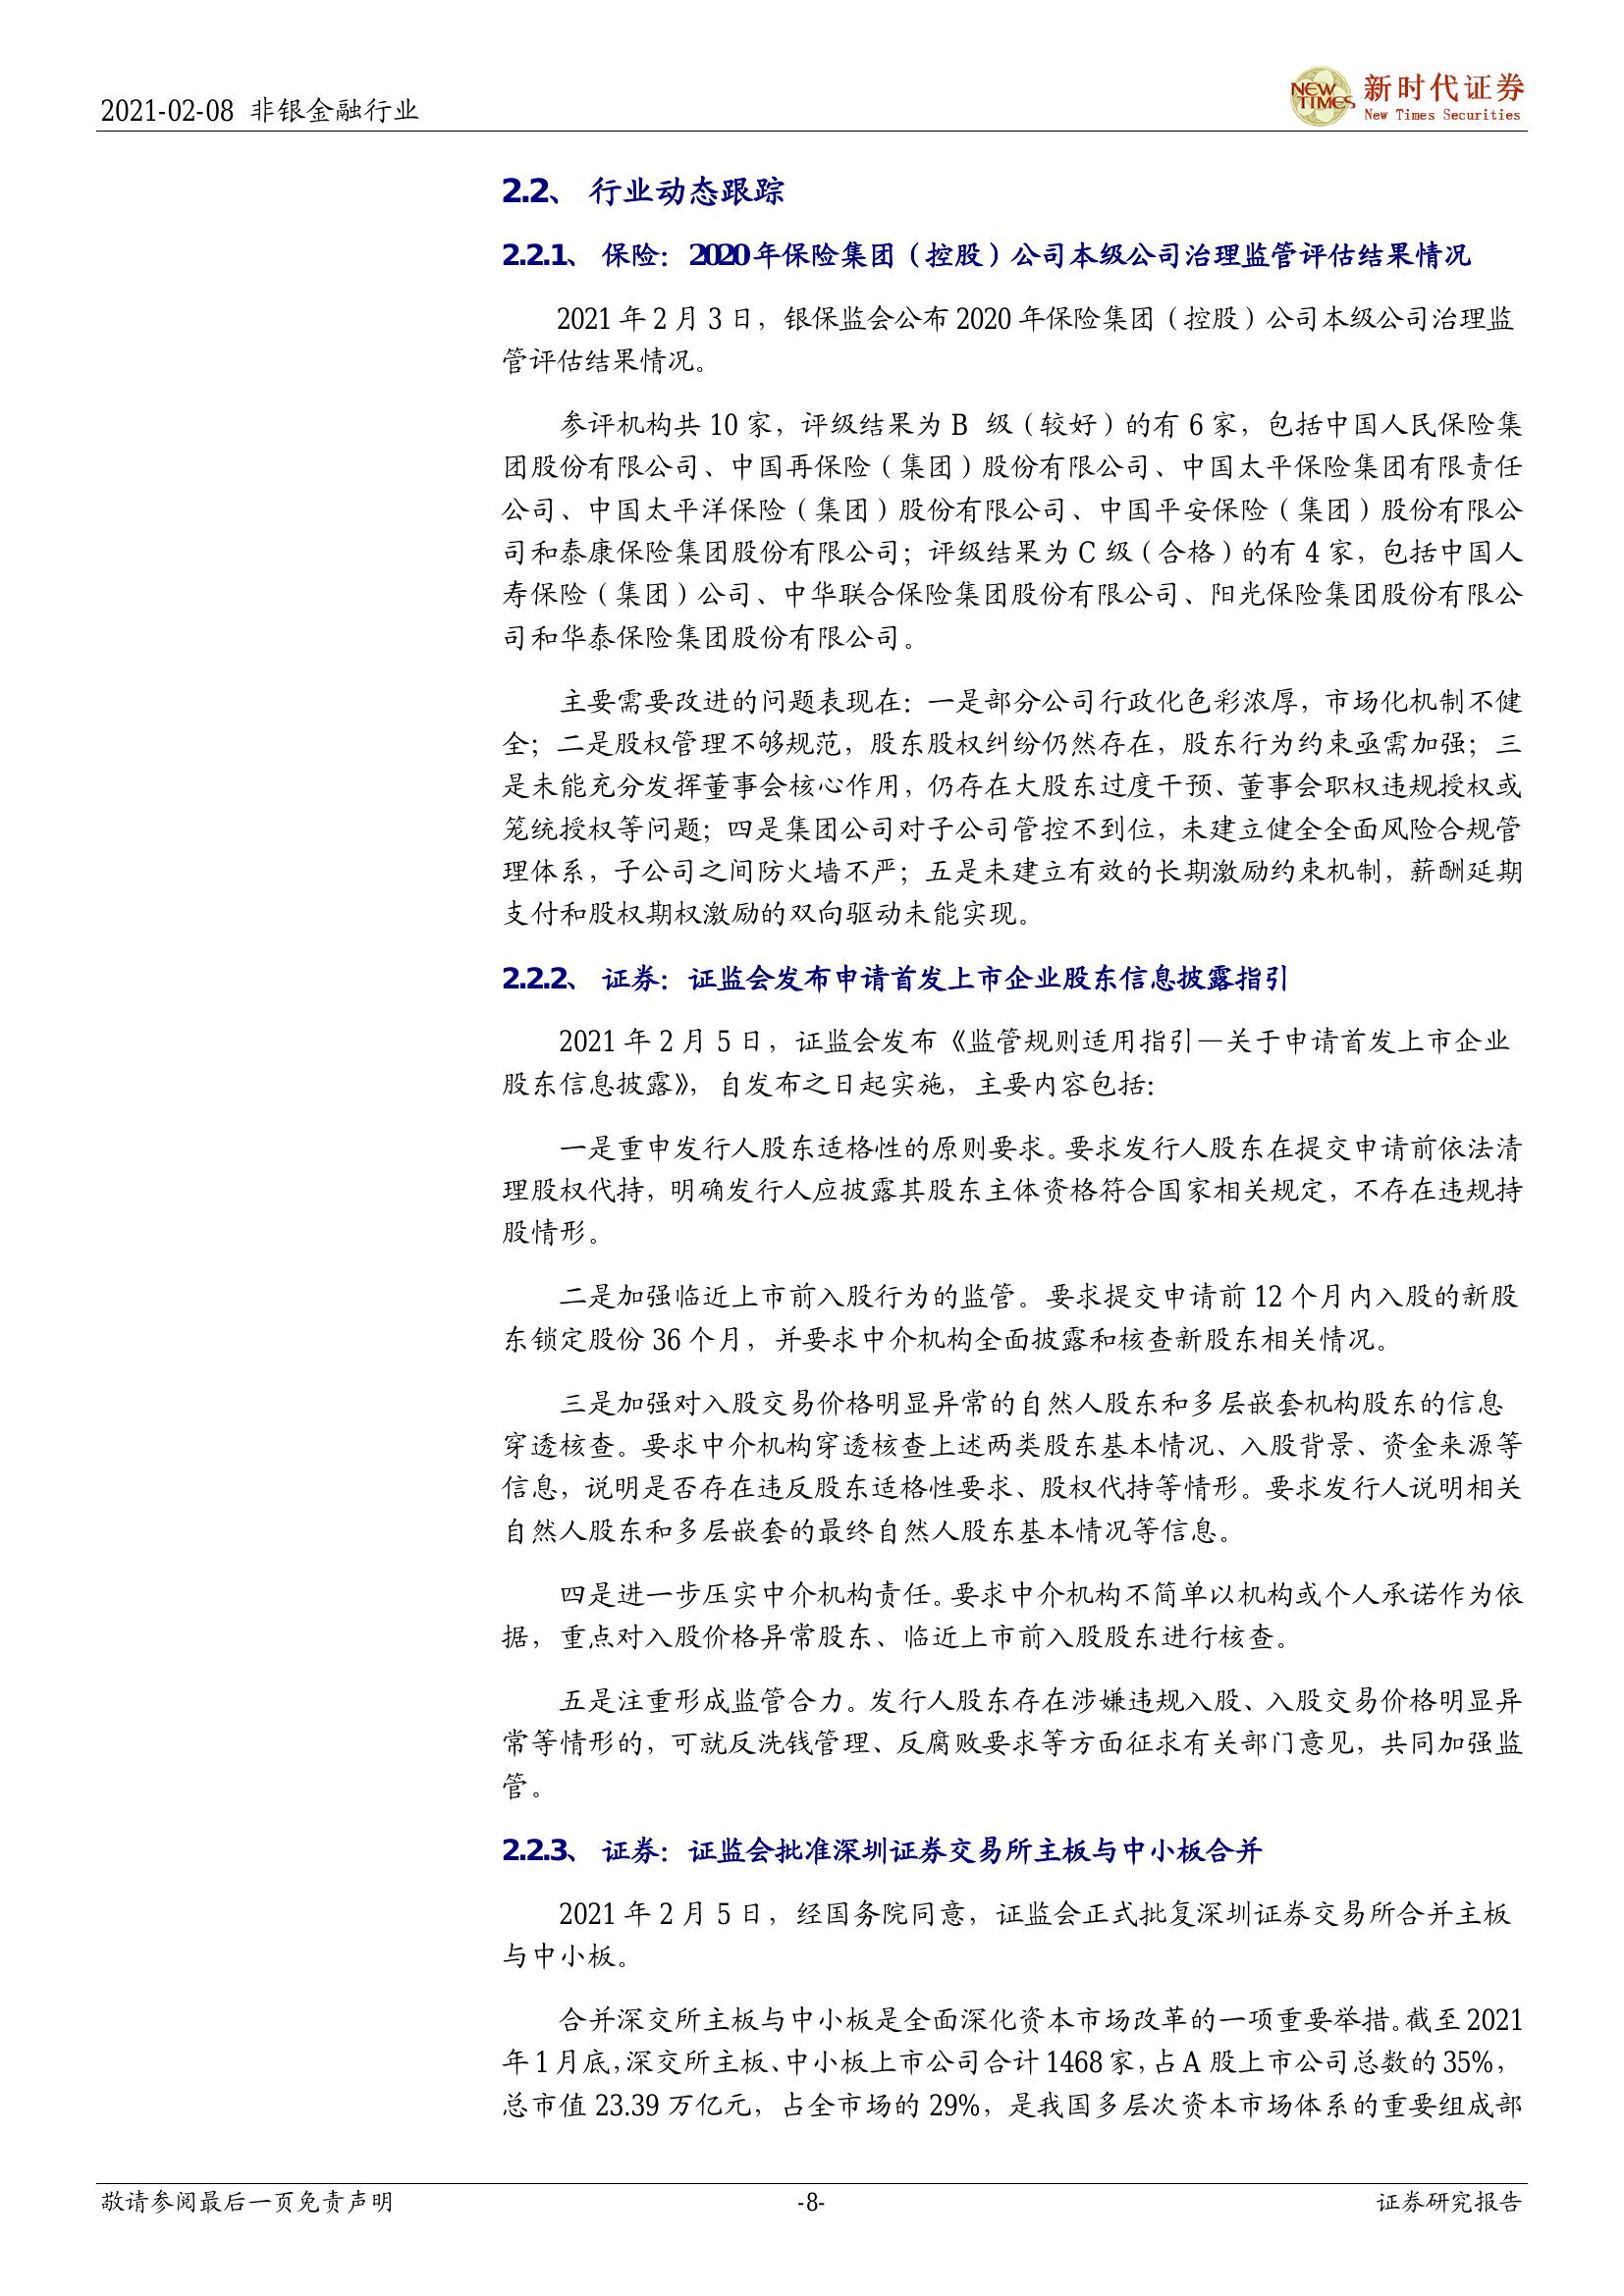 2021-02-08 非银金融行业
NEW TIMES 新时代证券
New Times Securities
2.2、 行业动态跟踪
2.2.1、 保险：2020 年保险集团（控股）公司本级公司治理监管评估结果情况
2021 年 2 月 3 日，银保监会公布 2020 年保险集团（控股）公司本级公司治理监
管评估结果情况。
参评机构共 10 家，评级结果为 B 级（较好）的有 6 家，包括中国人民保险集
团股份有限公司、中国再保险（集团）股份有限公司、中国太平保险集团有限责任
公司、中国太平洋保险（集团）股份有限公司、中国平安保险（集团）股份有限公
司和泰康保险集团股份有限公司；评级结果为 C 级（合格）的有 4 家，包括中国人
寿保险（集团）公司、中华联合保险集团股份有限公司、阳光保险集团股份有限公
司和华泰保险集团股份有限公司。
主要需要改进的问题表现在：一是部分公司行政化色彩浓厚，市场化机制不健
全；二是股权管理不够规范，股东股权纠纷仍然存在，股东行为约束亟需加强；三
是未能充分发挥董事会核心作用，仍存在大股东过度干预、董事会职权违规授权或
笼统授权等问题；四是集团公司对子公司管控不到位，未建立健全全面风险合规管
理体系，子公司之间防火墙不严；五是未建立有效的长期激励约束机制，薪酬延期
支付和股权期权激励的双向驱动未能实现。
2.2.2、 证券：证监会发布申请首发上市企业股东信息披露指引
2021 年 2 月 5 日，证监会发布《监管规则适用指引—关于申请首发上市企业
股东信息披露》，自发布之日起实施，主要内容包括：
一是重申发行人股东适格性的原则要求。要求发行人股东在提交申请前依法清
理股权代持，明确发行人应披露其股东主体资格符合国家相关规定，不存在违规持
股情形。
二是加强临近上市前入股行为的监管。要求提交申请前 12 个月内入股的新股
东锁定股份 36 个月，并要求中介机构全面披露和核查新股东相关情况。
三是加强对入股交易价格明显异常的自然人股东和多层嵌套机构股东的信息
穿透核查。要求中介机构穿透核查上述两类股东基本情况、入股背景、资金来源等
信息，说明是否存在违反股东适格性要求、股权代持等情形。要求发行人说明相关
自然人股东和多层嵌套的最终自然人股东基本情况等信息。
四是进一步压实中介机构责任。要求中介机构不简单以机构或个人承诺作为依
据，重点对入股价格异常股东、临近上市前入股股东进行核查。
五是注重形成监管合力。发行人股东存在涉嫌违规入股、入股交易价格明显异
常等情形的，可就反洗钱管理、反腐败要求等方面征求有关部门意见，共同加强监
管。
2.2.3、 证券：证监会批准深圳证券交易所主板与中小板合并
2021 年 2 月 5 日，经国务院同意，证监会正式批复深圳证券交易所合并主板
与中小板。
合并深交所主板与中小板是全面深化资本市场改革的一项重要举措。截至 2021
年 1 月底，深交所主板、中小板上市公司合计 1468 家，占 A 股上市公司总数的 35%，
总市值 23.39 万亿元，占全市场的 29%，是我国多层次资本市场体系的重要组成部
敬请参阅最后一页免责声明 -8- 证券研究报告